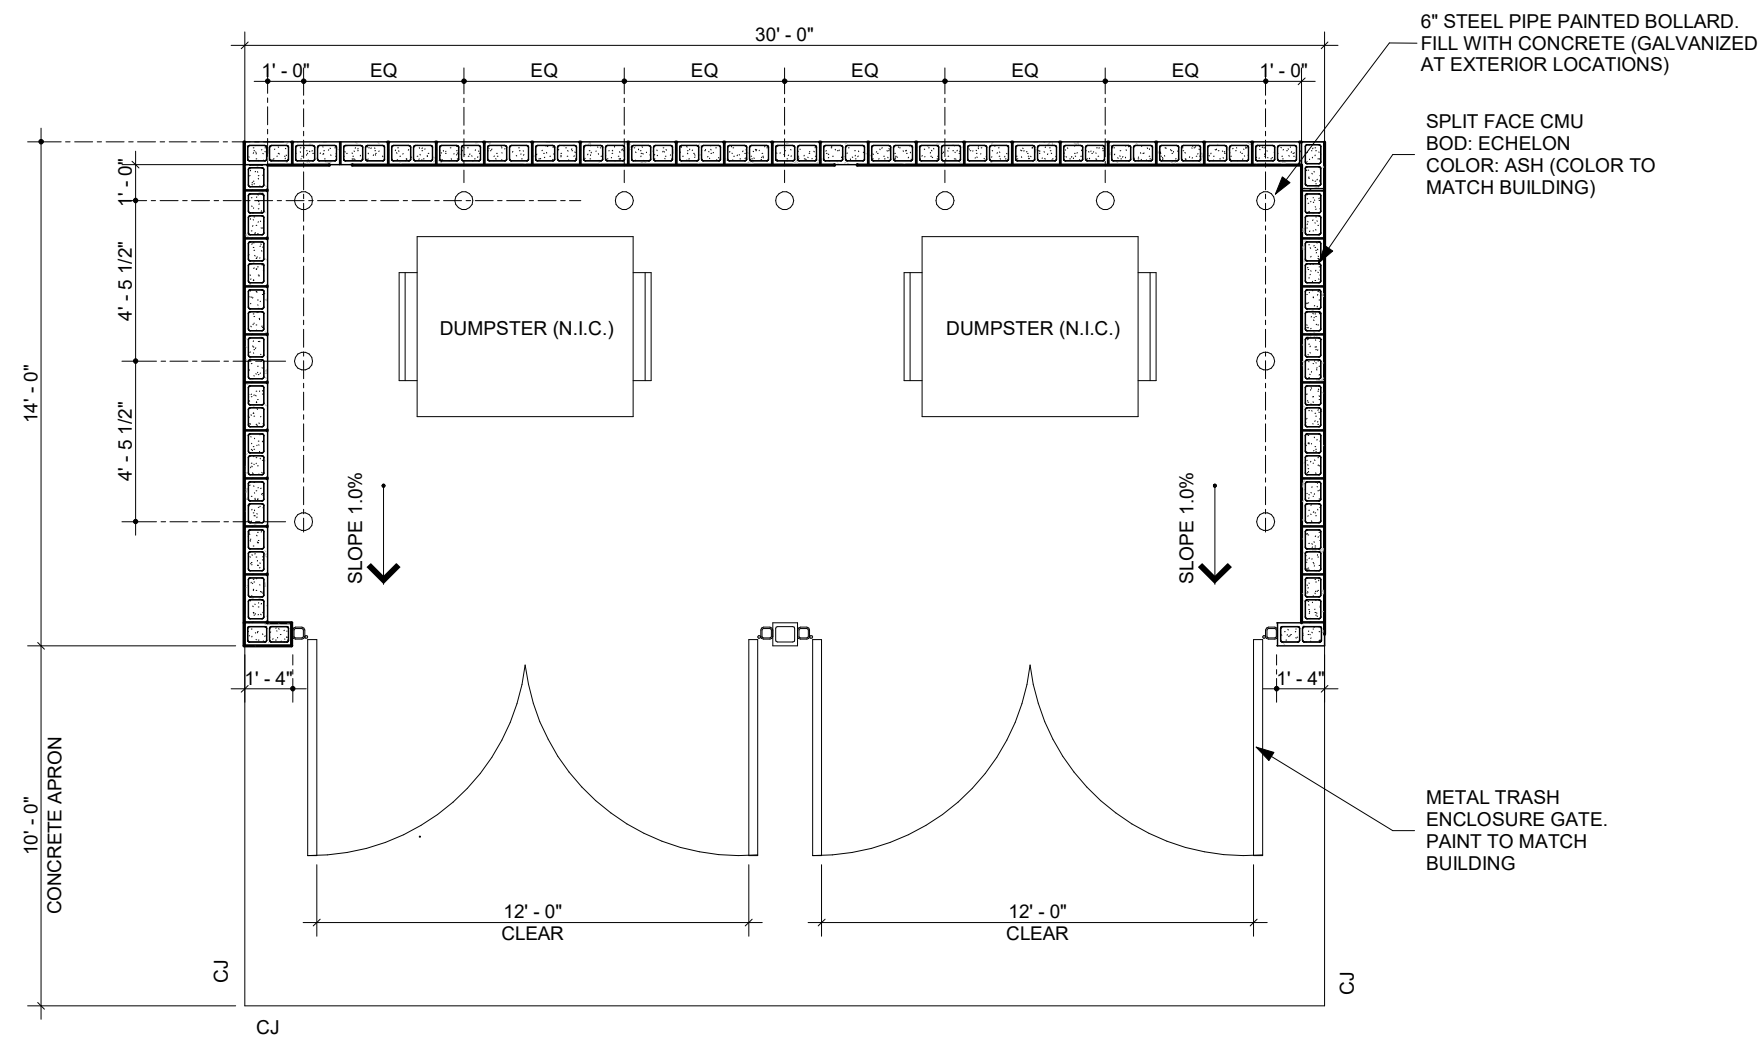 30' - 0"
1' - 0"
EQ
EQ
EQ
EQ
EQ
EQ
1' - 0"
6" STEEL PIPE PAINTED BOLLARD.
FILL WITH CONCRETE (GALVANIZED
AT EXTERIOR LOCATIONS)
SPLIT FACE CMU
BOD: ECHELON
COLOR: ASH (COLOR TO
MATCH BUILDING)
1' - 0"
4' - 5 1/2"
4' - 5 1/2"
14' - 0"
DUMPSTER (N.I.C.)
DUMPSTER (N.I.C.)
SLOPE 1.0%
SLOPE 1.0%
1' - 4"
1' - 4"
10' - 0"
CONCRETE APRON
METAL TRASH
ENCLOSURE GATE.
PAINT TO MATCH
BUILDING
12' - 0"
CLEAR
12' - 0"
CLEAR
CJ
CJ
CJ